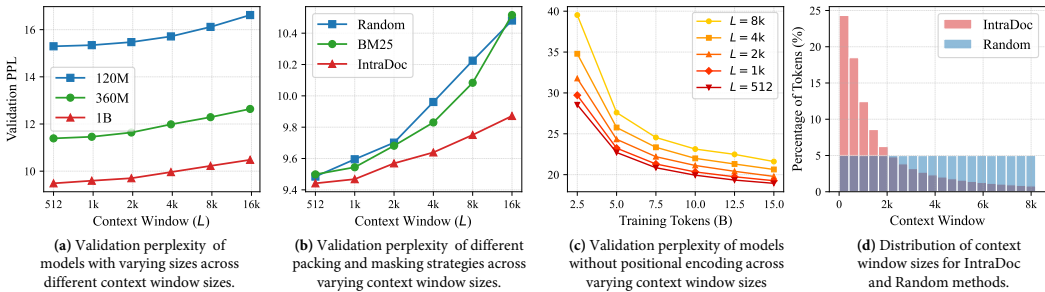 Validation PPL
16
14
12
10
120M
360M
1B
512
1k
2k
4k
8k
16k
Context Window (L)
(a) Validation perplexity of
models with varying sizes across
different context window sizes.
10.4
10.2
10.0
9.8
9.6
9.4
Random
BM25
IntraDoc
512
1k
2k
4k
8k
16k
Context Window (L)
(b) Validation perplexity of different
packing and masking strategies across
varying context window sizes.
40
35
30
25
20
L = 8k
L = 4k
L = 2k
L = 1k
L = 512
2.5
5.0
7.5
10.0
12.5
15.0
Training Tokens (B)
(c) Validation perplexity of models
without positional encoding across
varying context window sizes
Percentage of Tokens (%)
25
20
15
10
5
0
IntraDoc
Random
0
2k
4k
6k
8k
Context Window
(d) Distribution of context
window sizes for IntraDoc
and Random methods.